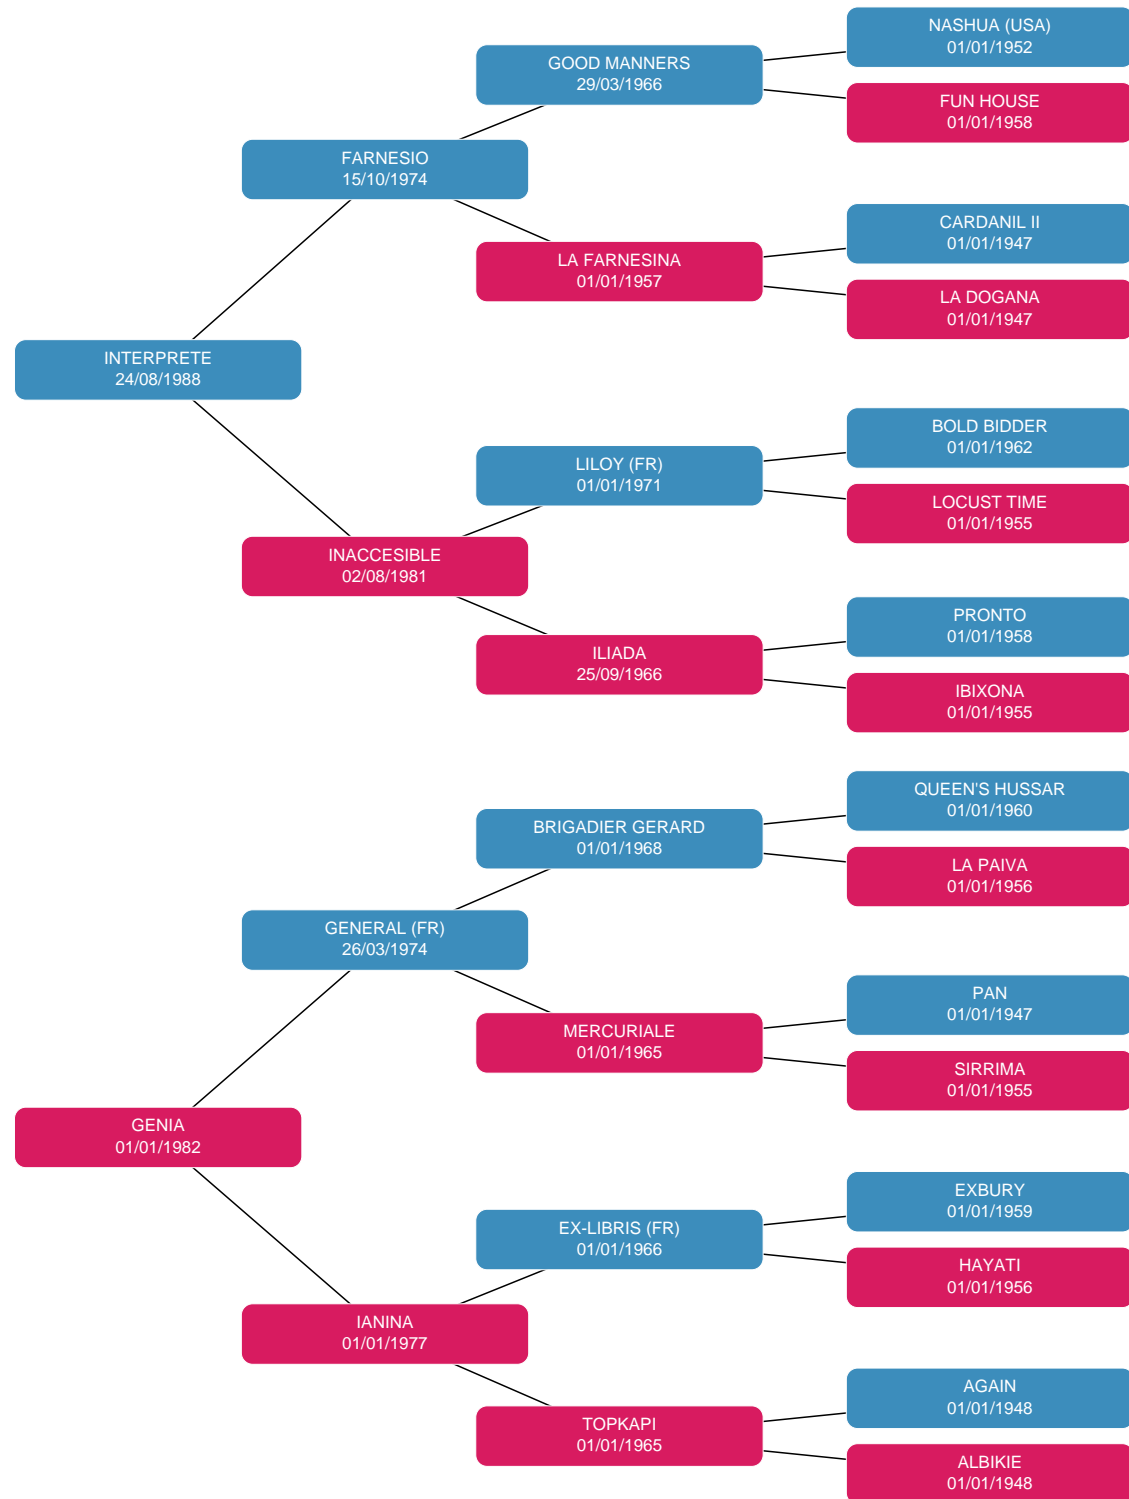 NASHUA (USA)
01/01/1952
GOOD MANNERS
29/03/1966
FUN HOUSE
01/01/1958
FARNESIO
15/10/1974
CARDANIL II
01/01/1947
LA FARNESINA
01/01/1957
LA DOGANA
01/01/1947
INTERPRETE
24/08/1988
BOLD BIDDER
01/01/1962
LILOY (FR)
01/01/1971
LOCUST TIME
01/01/1955
INACCESIBLE
02/08/1981
PRONTO
01/01/1958
ILIADA
25/09/1966
IBIXONA
01/01/1955
QUEEN'S HUSSAR
01/01/1960
BRIGADIER GERARD
01/01/1968
LA PAIVA
01/01/1956
GENERAL (FR)
26/03/1974
PAN
01/01/1947
MERCURIALE
01/01/1965
SIRRIMA
01/01/1955
GENIA
01/01/1982
EXBURY
01/01/1959
EX-LIBRIS (FR)
01/01/1966
HAYATI
01/01/1956
IANINA
01/01/1977
AGAIN
01/01/1948
TOPKAPI
01/01/1965
ALBIKIE
01/01/1948